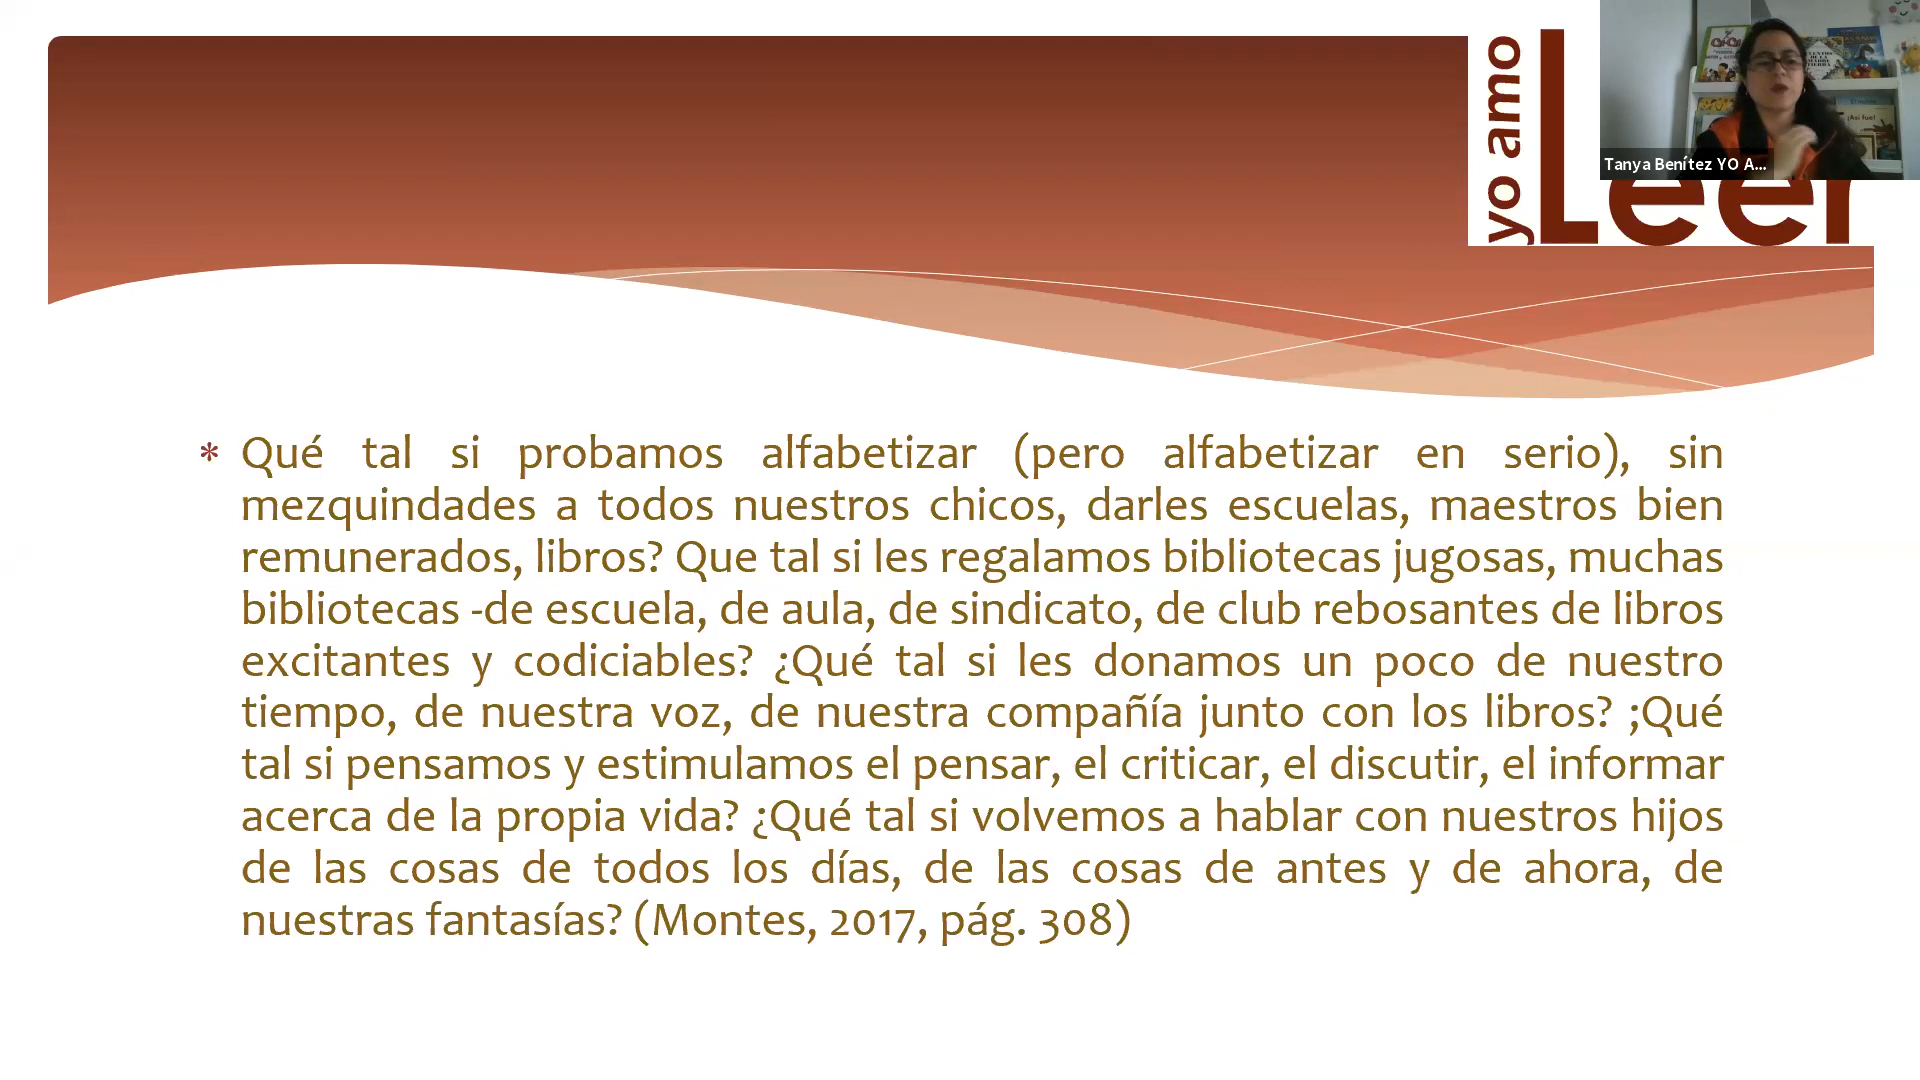 yo amo
Leer
Tanya Benítez YO A...
* Qué tal si probamos alfabetizar (pero alfabetizar en serio), sin
mezquindades a todos nuestros chicos, darles escuelas, maestros bien
remunerados, libros? Que tal si les regalamos bibliotecas jugosas, muchas
bibliotecas -de escuela, de aula, de sindicato, de club rebosantes de libros
excitantes y codiciables? ¿Qué tal si les donamos un poco de nuestro
tiempo, de nuestra voz, de nuestra compañía junto con los libros? ;Qué
tal si pensamos y estimulamos el pensar, el criticar, el discutir, el informar
acerca de la propia vida? ¿Qué tal si volvemos a hablar con nuestros hijos
de las cosas de todos los días, de las cosas de antes y de ahora, de
nuestras fantasías? (Montes, 2017, pág. 308)